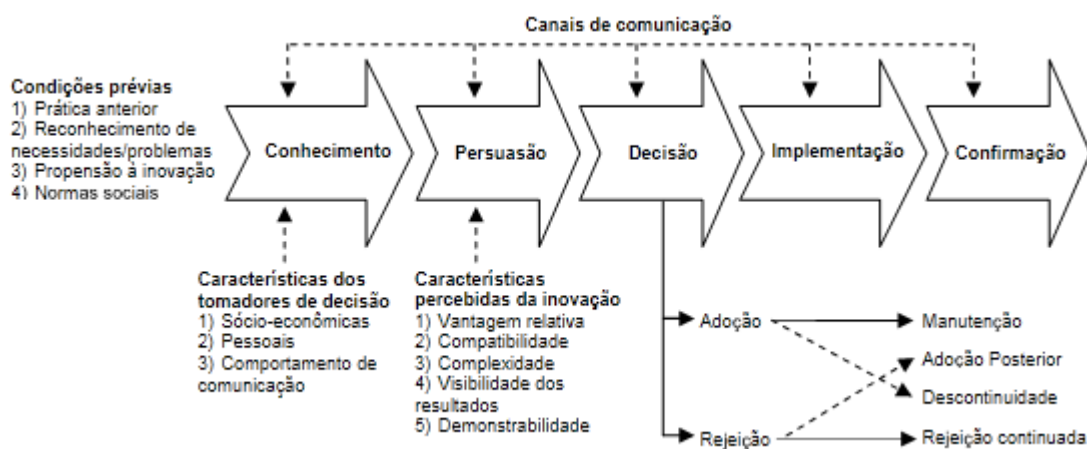 Canais de comunicação
Condições prévias
1) Prática anterior
2) Reconhecimento de
necessidades/problemas
3) Propensão à inovação
4) Normas sociais
Conhecimento
Persuasão
Decisão
Implementação
Confirmação
Características dos
tomadores de decisão
1) Sócio-econômicas
2) Pessoais
3) Comportamento de
comunicação
Características
percebidas da inovação
1) Vantagem relativa
2) Compatibilidade
3) Complexidade
4) Visibilidade dos
resultados
5) Demonstrabilidade
Adoção
Manutenção
Adoção Posterior
Descontinuidade
Rejeição
Rejeição continuada